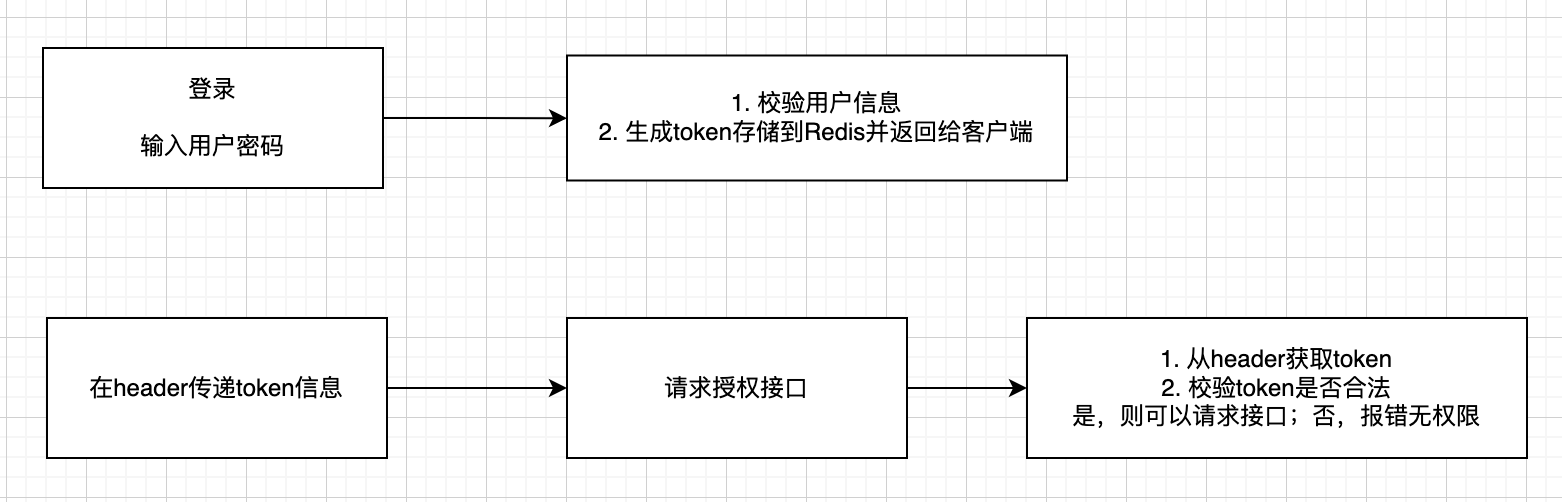 登录
输入用户密码
1. 校验用户信息
2. 生成token存储到Redis并返回给客户端
在header传递token信息
请求授权接口
1. 从header获取token
2. 校验token是否合法
是，则可以请求接口；否，报错无权限